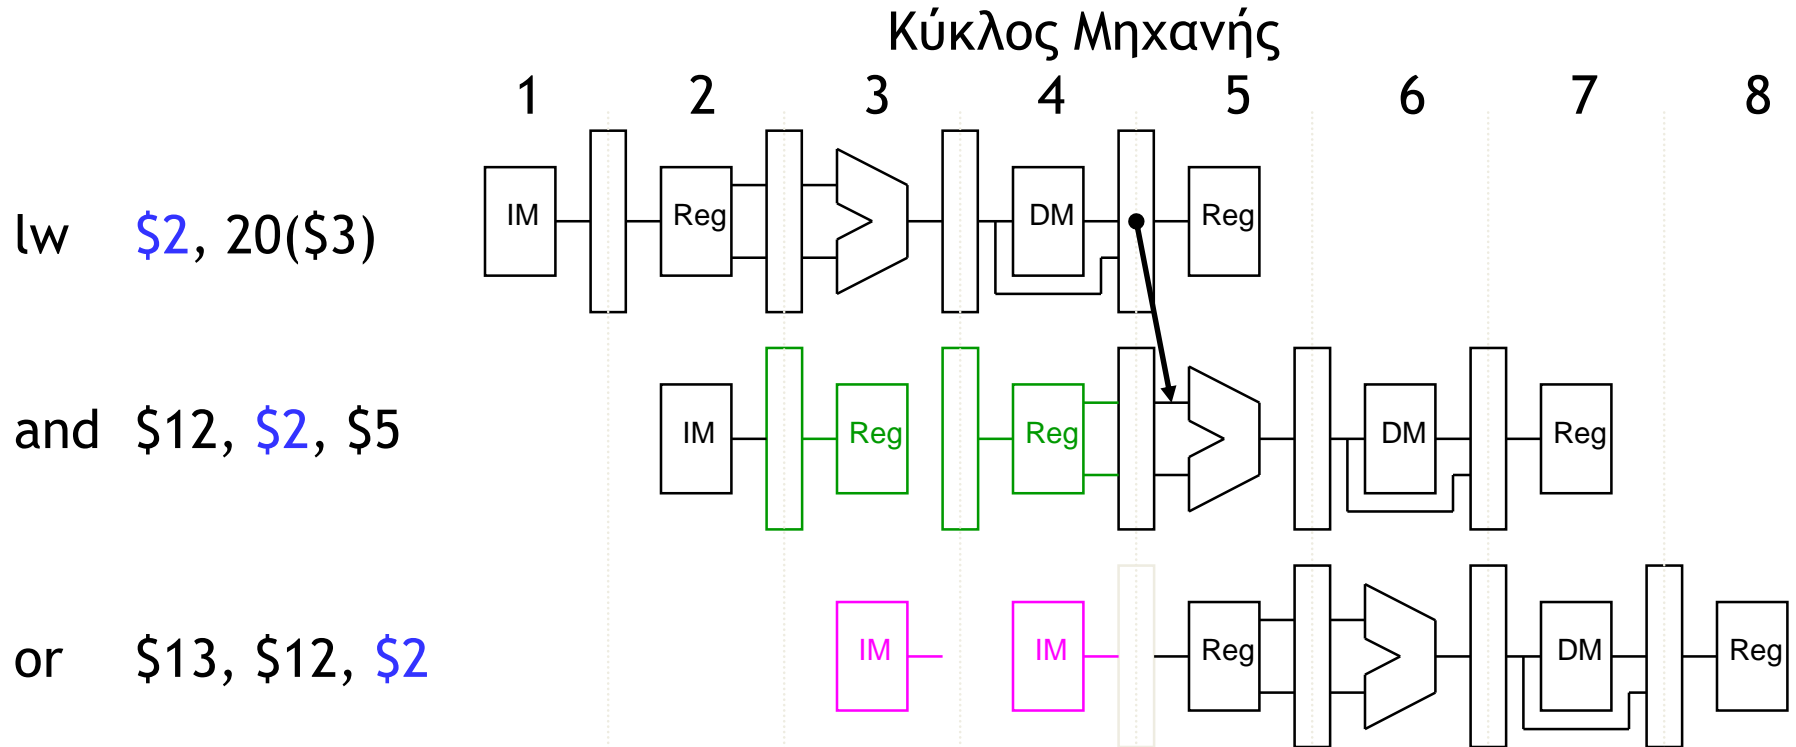 Κύκλος Μηχανής
1 2 3 4 5 6 7 8
lw $2, 20($3) IM Reg DM Reg
and $12, $2, $5 IM Reg Reg DM Reg
or $13, $12, $2 IM IM Reg DM Reg